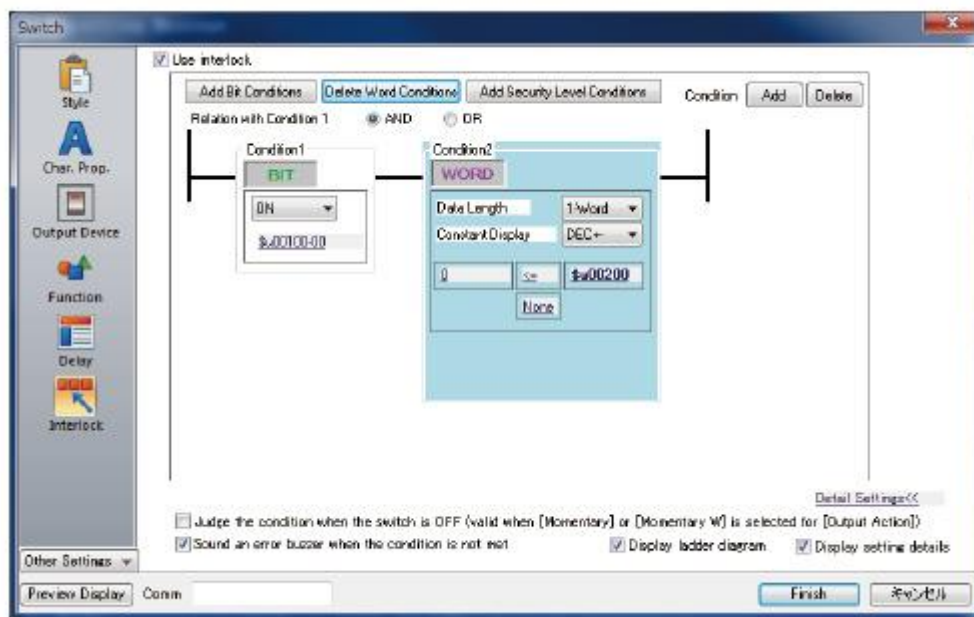 Switch
Use interlock
Style
Char. Prop.
Output Device
Function
Delay
Interlock
Add Bit Conditions Delete Word Conditions Add Security Level Conditions Condition Add Delete
Relation with Condition 1 AND OR
Condition1 Condition2
BIT WORD
ON Data Length 1-Word
$u00100-00 Constant Display DEC+-
0 <= $u00200
None
Detail Settings<<
Judge the condition when the switch is OFF (valid when [Momentary] or [Momentary W] is selected for [Output Action])
Sound an error buzzer when the condition is not met Display ladder diagram Display setting details
Other Settings
Preview Display Comm Finish キャンセル